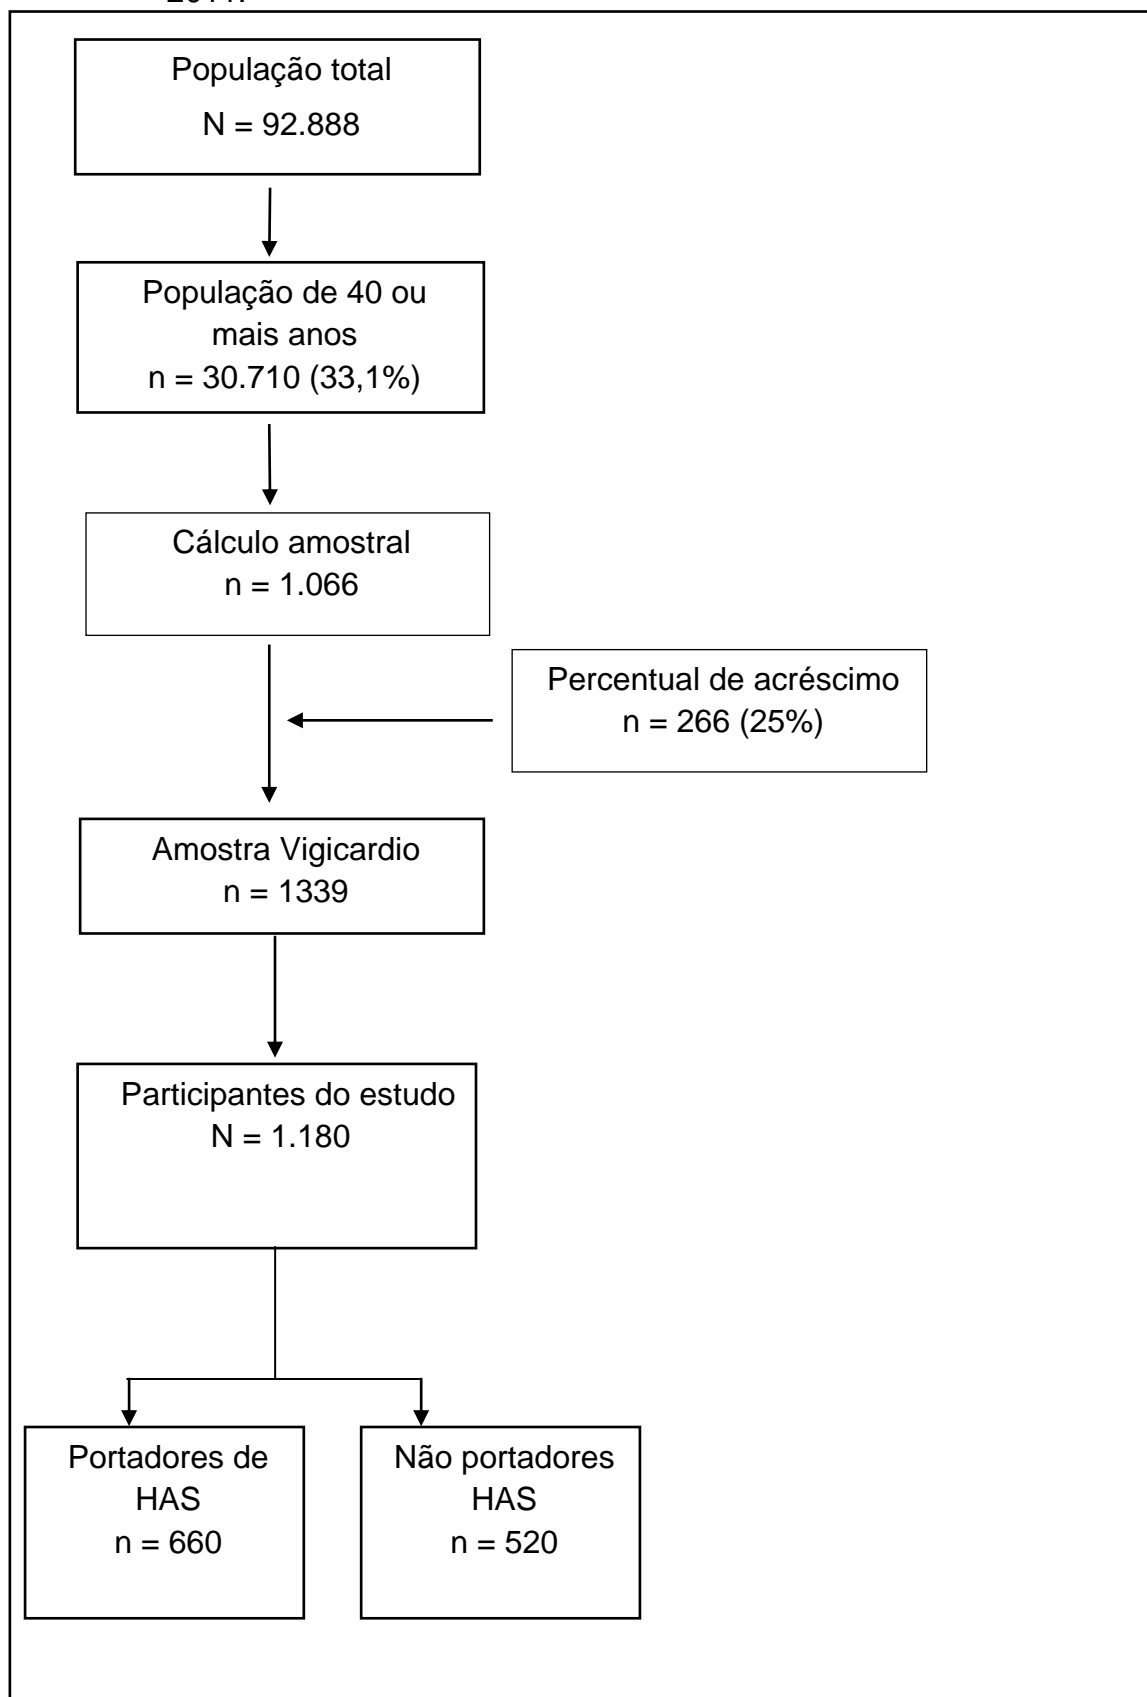 População total
N = 92.888
População de 40 ou
mais anos
n = 30.710 (33,1%)
Cálculo amostral
n = 1.066
Percentual de acréscimo
n = 266 (25%)
Amostra Vigicardio
n = 1339
Participantes do estudo
N = 1.180
Portadores de
HAS
n = 660
Não portadores
HAS
n = 520